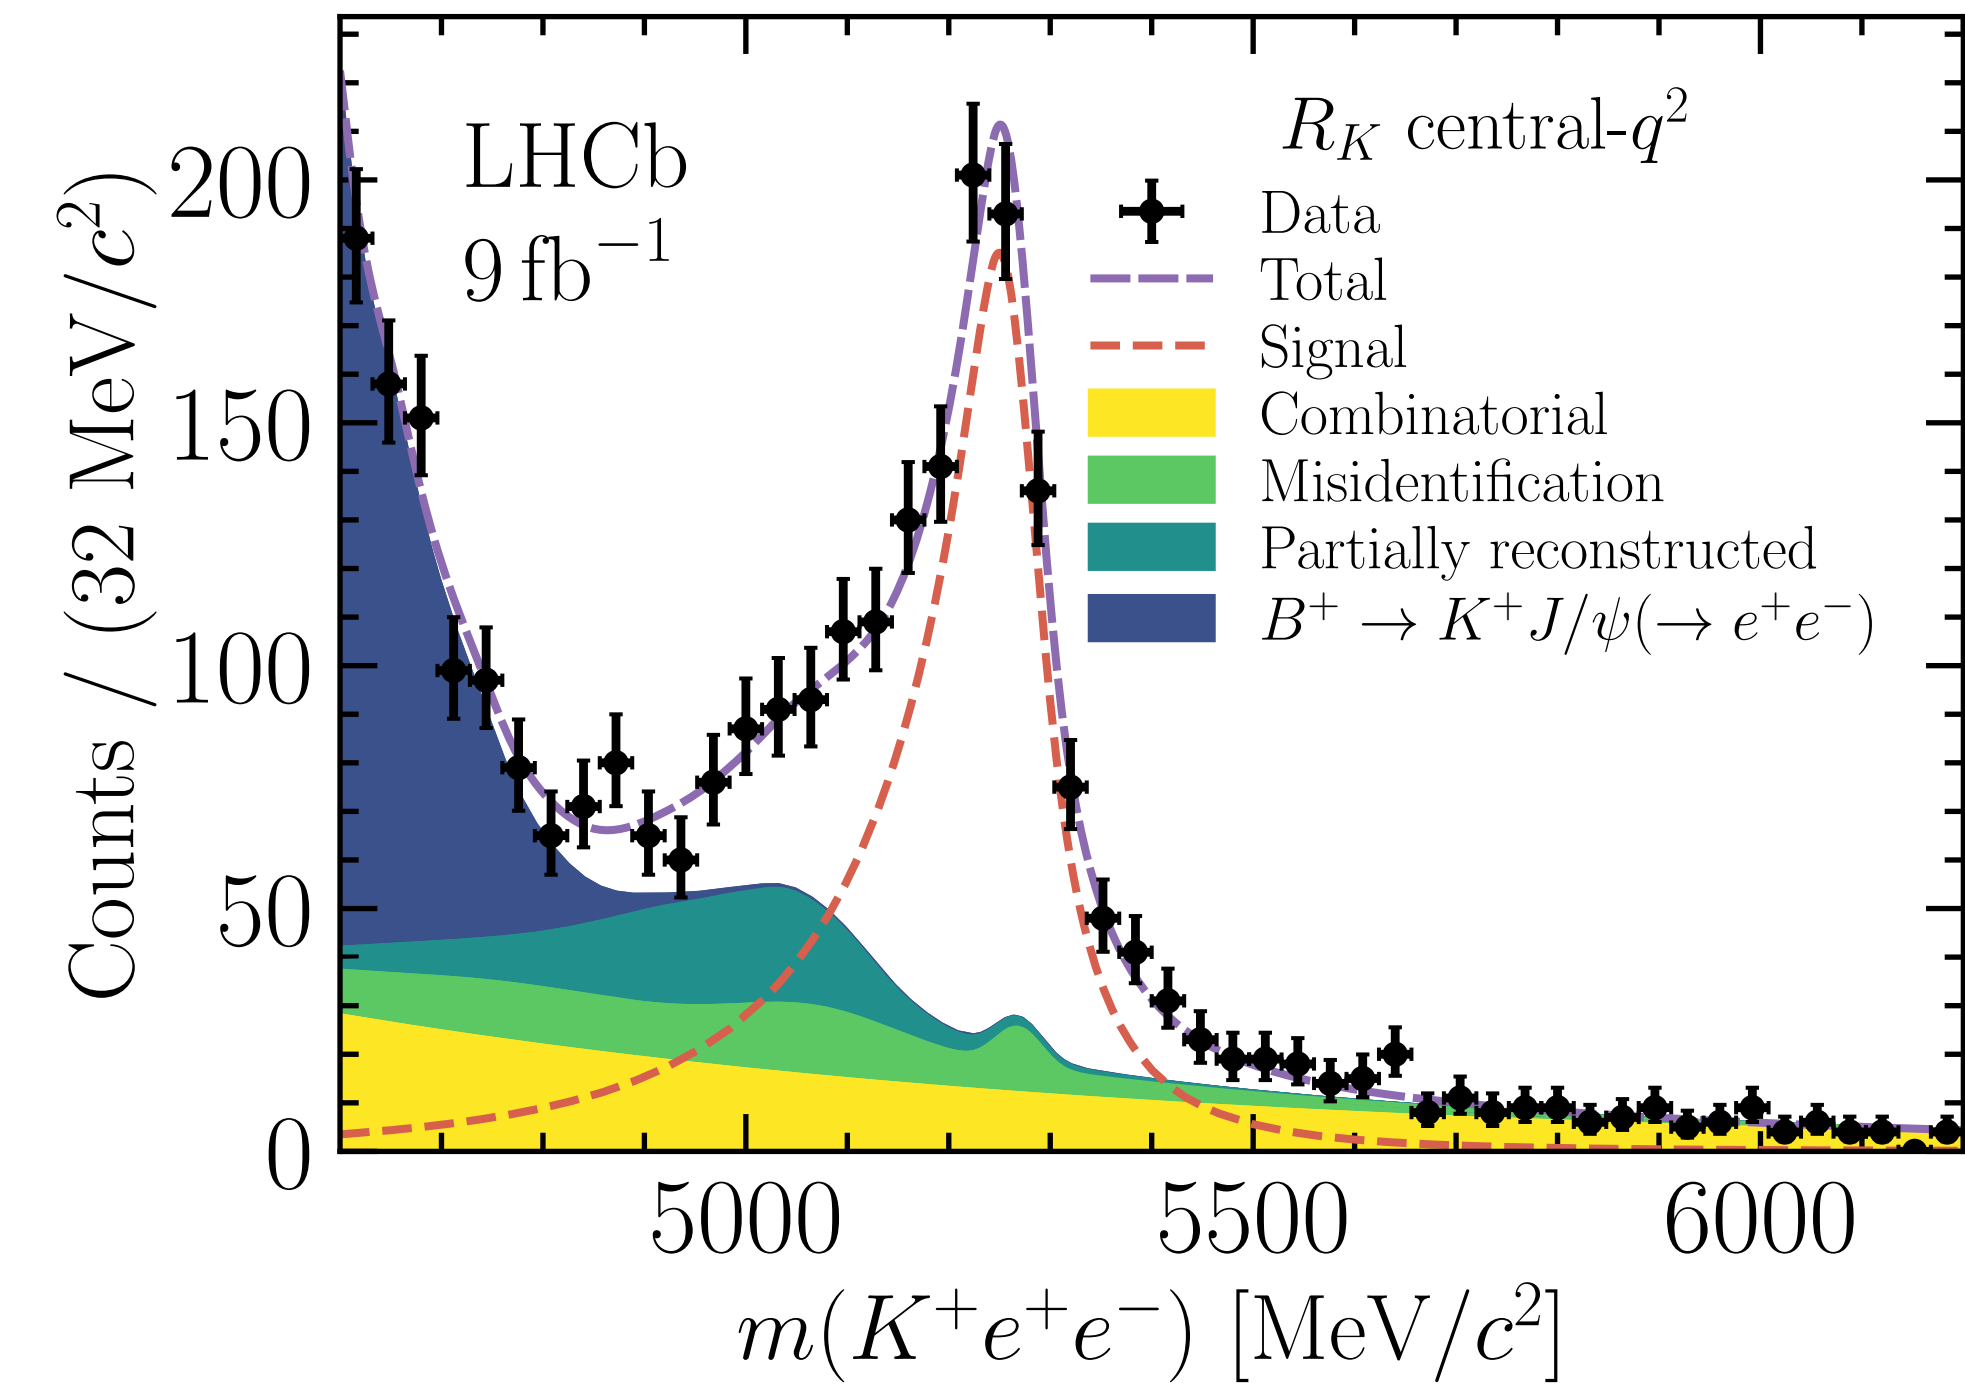 LHCb
9 fb⁻¹
R_K central-q²
Data
Total
Signal
Combinatorial
Misidentification
Partially reconstructed
B⁺ → K⁺J/ψ(→ e⁺e⁻)
Counts / (32 MeV/c²)
200
150
100
50
0
5000 5500 6000
m(K⁺e⁺e⁻) [MeV/c²]